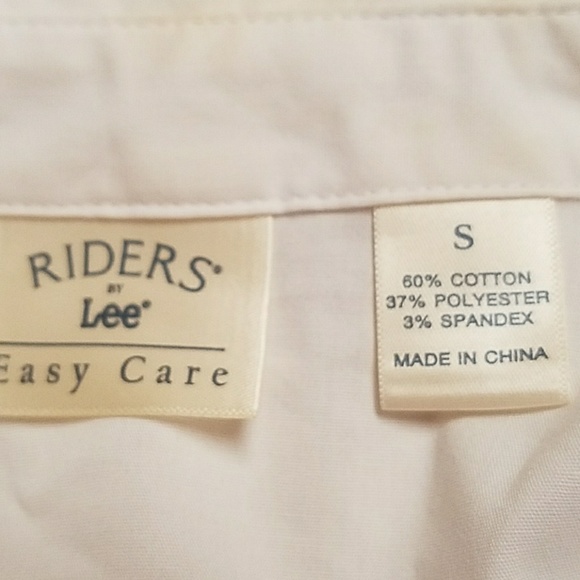 RIDERS®
BY
Lee®
Easy Care
S
60% COTTON
37% POLYESTER
3% SPANDEX
MADE IN CHINA